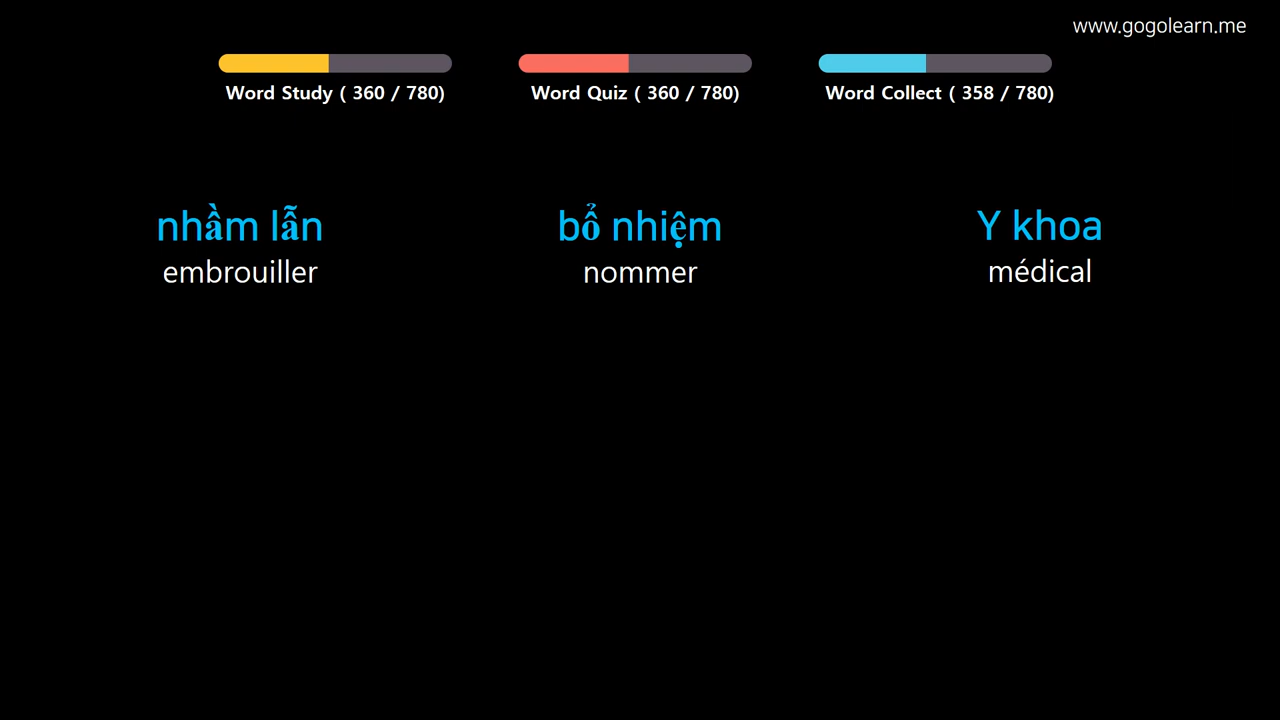 www.gogolearn.me
Word Study ( 360 / 780)
Word Quiz ( 360 / 780)
Word Collect ( 358 / 780)
nhầm lẫn
embrouiller
bổ nhiệm
nommer
Y khoa
médical